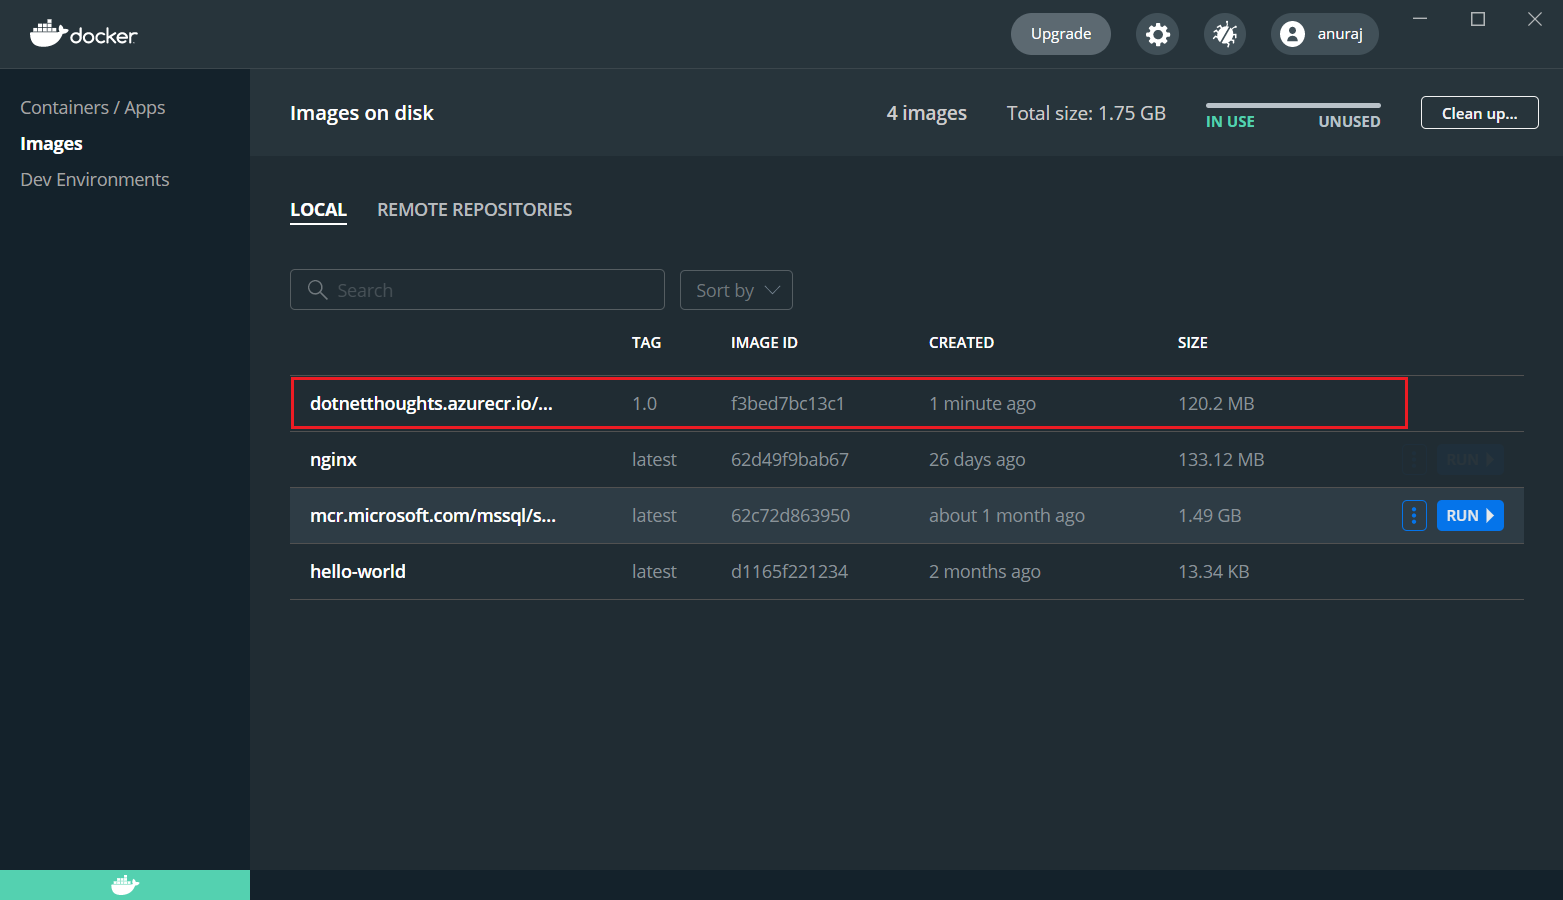 docker
Upgrade
anuraj
Containers / Apps
Images
Dev Environments
Images on disk
4 images
Total size: 1.75 GB
IN USE
UNUSED
Clean up...
LOCAL
REMOTE REPOSITORIES
Search
Sort by
TAG IMAGE ID CREATED SIZE
dotnetthoughts.azurecr.io/... 1.0 f3bed7bc13c1 1 minute ago 120.2 MB
nginx latest 62d49f9bab67 26 days ago 133.12 MB RUN
mcr.microsoft.com/mssql/s... latest 62c72d863950 about 1 month ago 1.49 GB RUN
hello-world latest d1165f221234 2 months ago 13.34 KB